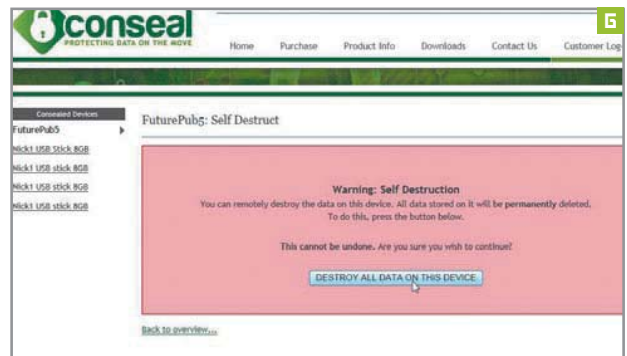 conseal
PROTECTING DATA ON THE MOVE
Home Purchase Product Info Downloads Contact Us Customer Log
G
Consealed Devices
FuturePub5
Nick1 USB Stick 8GB
Nick1 USB stick 8GB
Nick1 USB stick 8GB
Nick1 USB stick 8GB
FuturePub5: Self Destruct
Warning: Self Destruction
You can remotely destroy the data on this device. All data stored on it will be permanently deleted.
To do this, press the button below.
This cannot be undone. Are you sure you wish to continue?
DESTROY ALL DATA ON THIS DEVICE
Back to overview...